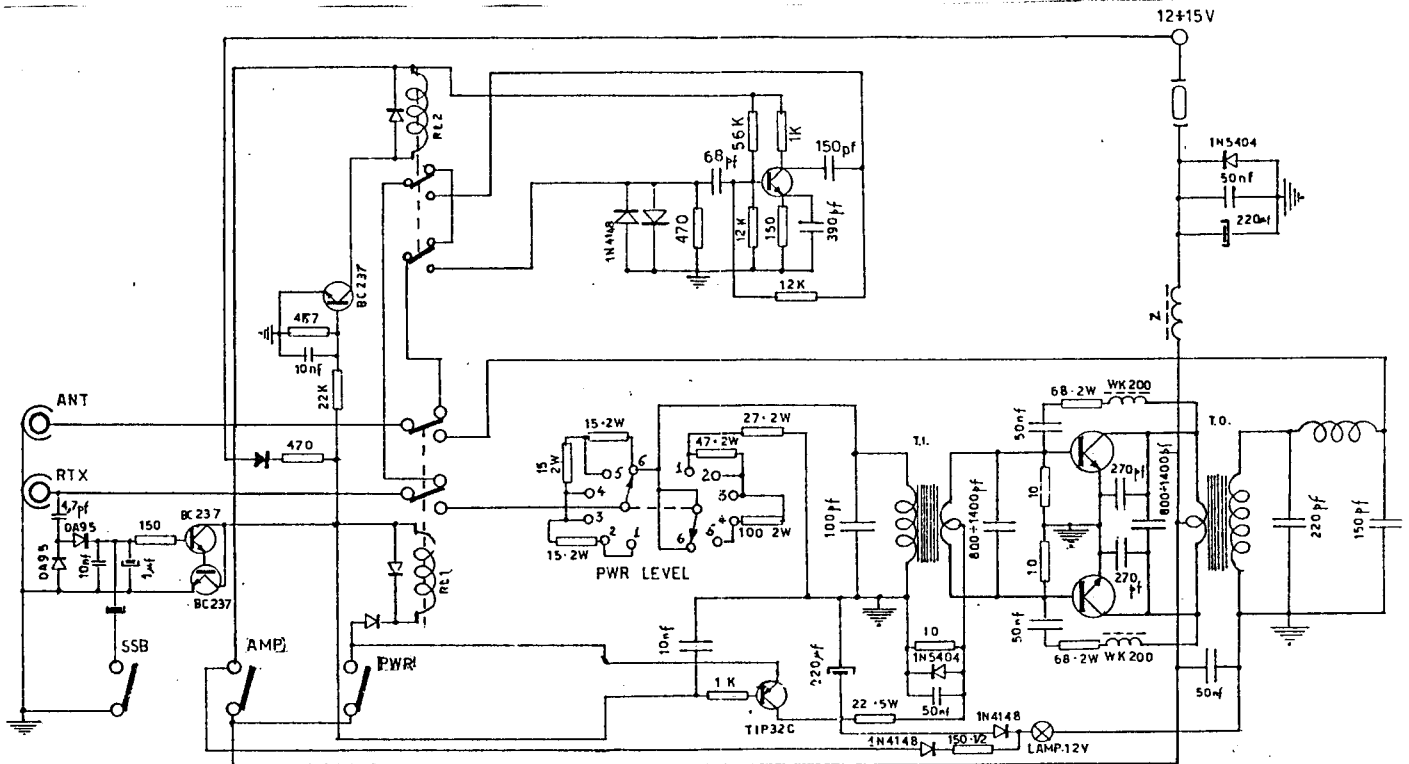 12÷15V
RL2
56K
1K
68pf
150pf
1N5404
50nf
220nf
1N4148
470
12K
150
390pf
12K
BC237
4K7
10nf
22K
Z
ANT
470
RTX
4,7pf
OA95
150
BC237
OA95
10nf
1µf
BC237
RL1
SSB
AMP.
PWR
15·2W
15 2W
6
5
4
3
2
1
15·2W
27·2W
47·2W
1
2
3
4
5
6
100 2W
PWR LEVEL
100pf
T.I.
800÷1400pf
50nf
68·2W
WK200
10
10
270pf
270pf
800÷1400pf
T.O.
50nf
68·2W
WK200
220pf
150pf
10nf
220µf
10
1N5404
50nf
1K
TIP32C
22·5W
1N4148
1N4148
150·1/2
LAMP.12V
50nf